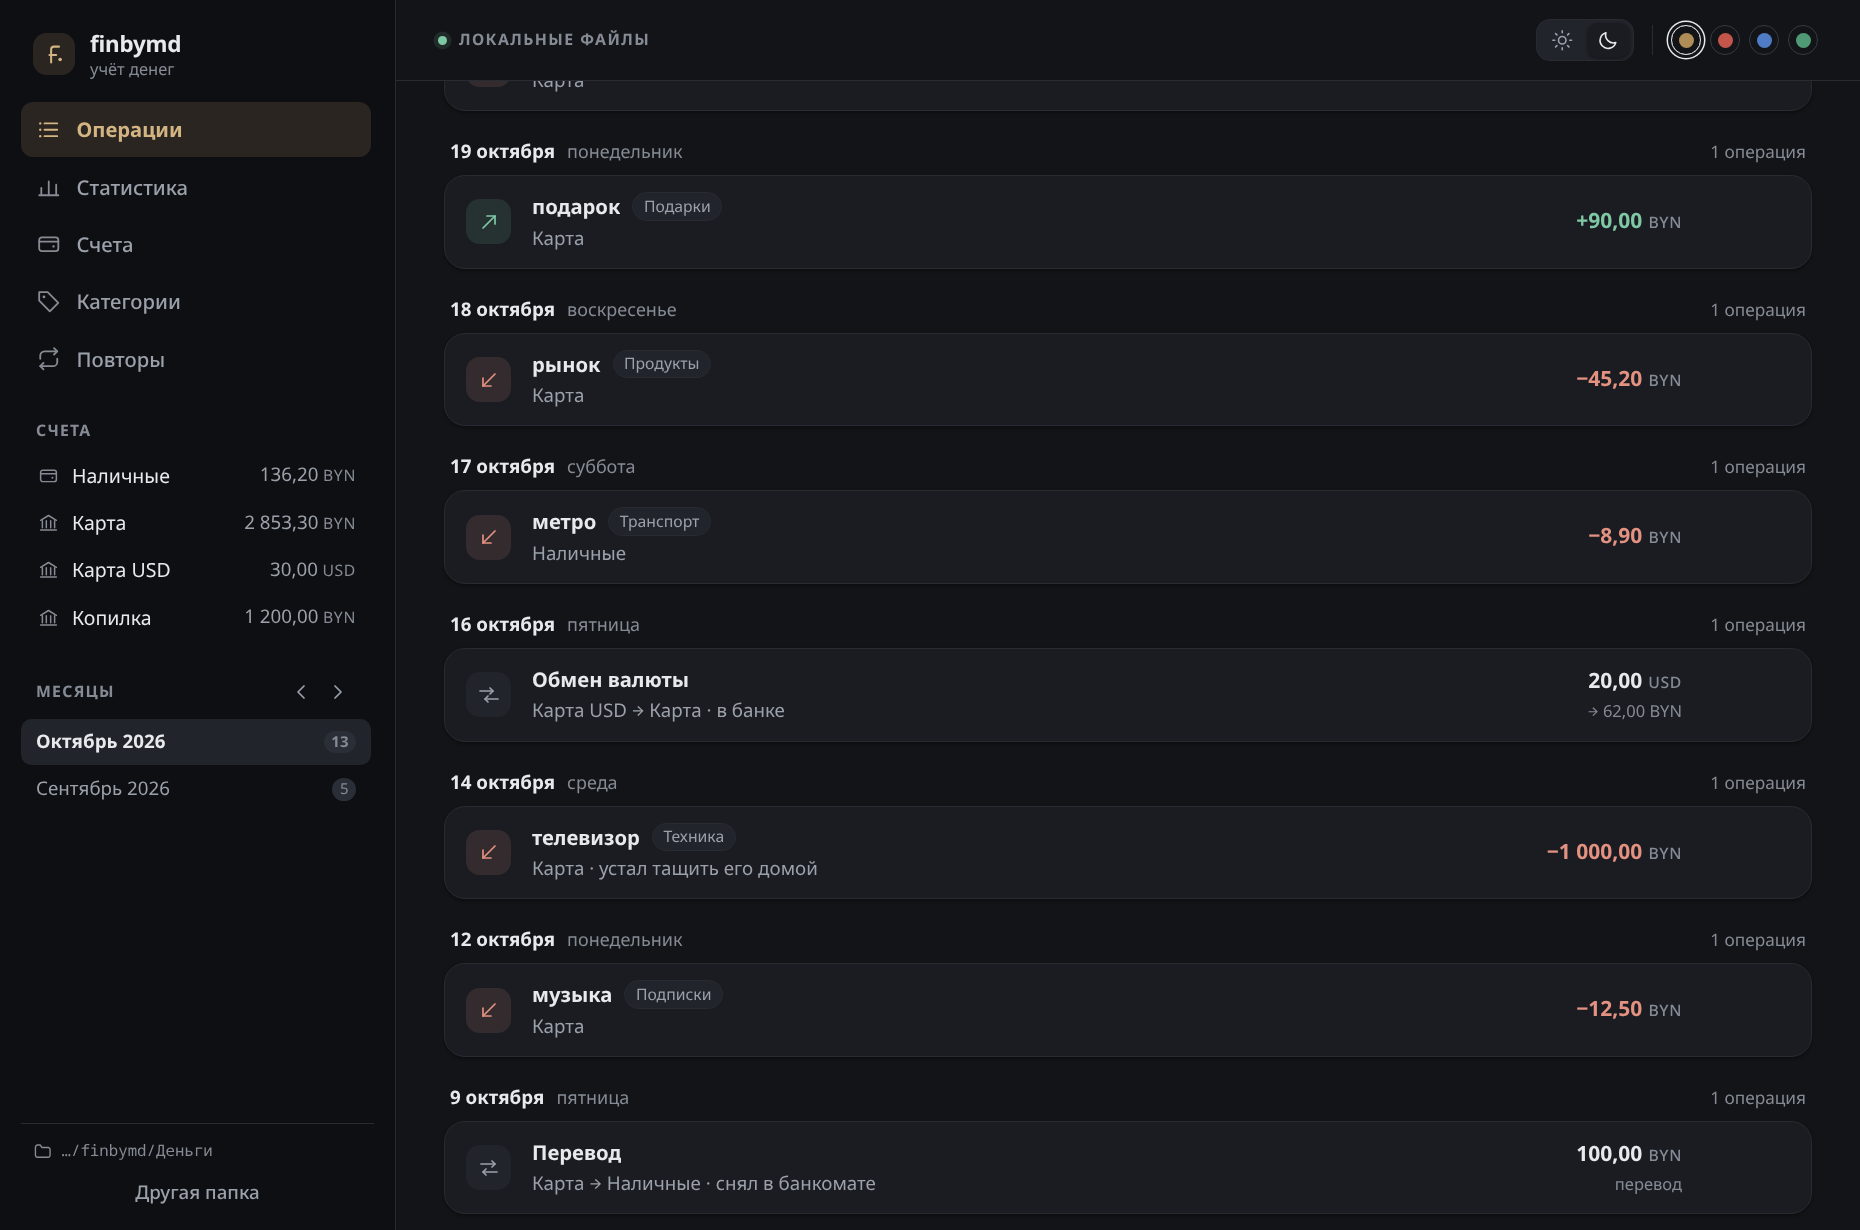 finbymd
учёт денег
Операции
Статистика
Счета
Категории
Повторы
СЧЕТА
Наличные 136,20 BYN
Карта 2 853,30 BYN
Карта USD 30,00 USD
Копилка 1 200,00 BYN
МЕСЯЦЫ
Октябрь 2026 13
Сентябрь 2026 5
…/finbymd/Деньги
Другая папка
ЛОКАЛЬНЫЕ ФАЙЛЫ
Карта
19 октября понедельник 1 операция
подарок Подарки
Карта
+90,00 BYN
18 октября воскресенье 1 операция
рынок Продукты
Карта
−45,20 BYN
17 октября суббота 1 операция
метро Транспорт
Наличные
−8,90 BYN
16 октября пятница 1 операция
Обмен валюты
Карта USD → Карта · в банке
20,00 USD
→ 62,00 BYN
14 октября среда 1 операция
телевизор Техника
Карта · устал тащить его домой
−1 000,00 BYN
12 октября понедельник 1 операция
музыка Подписки
Карта
−12,50 BYN
9 октября пятница 1 операция
Перевод
Карта → Наличные · снял в банкомате
100,00 BYN
перевод